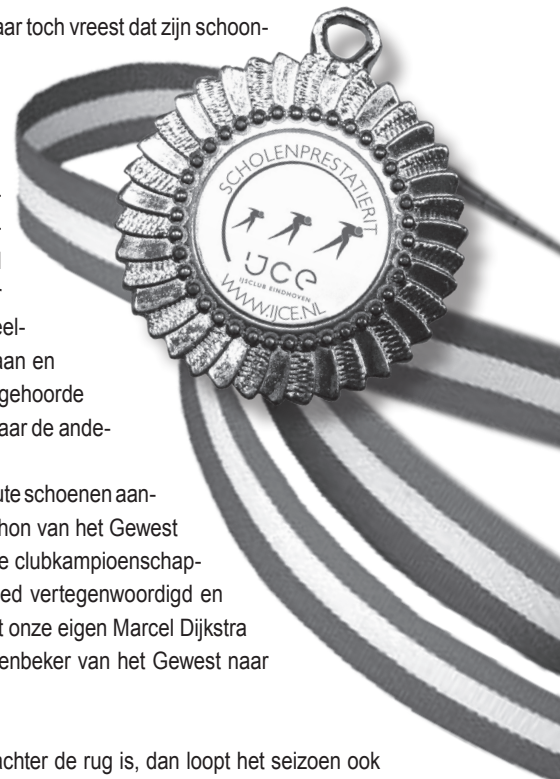 aar toch vreest dat zijn schoon-
eel-
aan en
gehoorde
aar de ande-
ute schoenen aan-
hon van het Gewest
e clubkampioenschap-
ed vertegenwoordigd en
t onze eigen Marcel Dijkstra
enbeker van het Gewest naar
achter de rug is, dan loopt het seizoen ook
SCHOLENPRESTATIERIT
IJCE
IJSCLUB EINDHOVEN
WWW.IJCE.NL